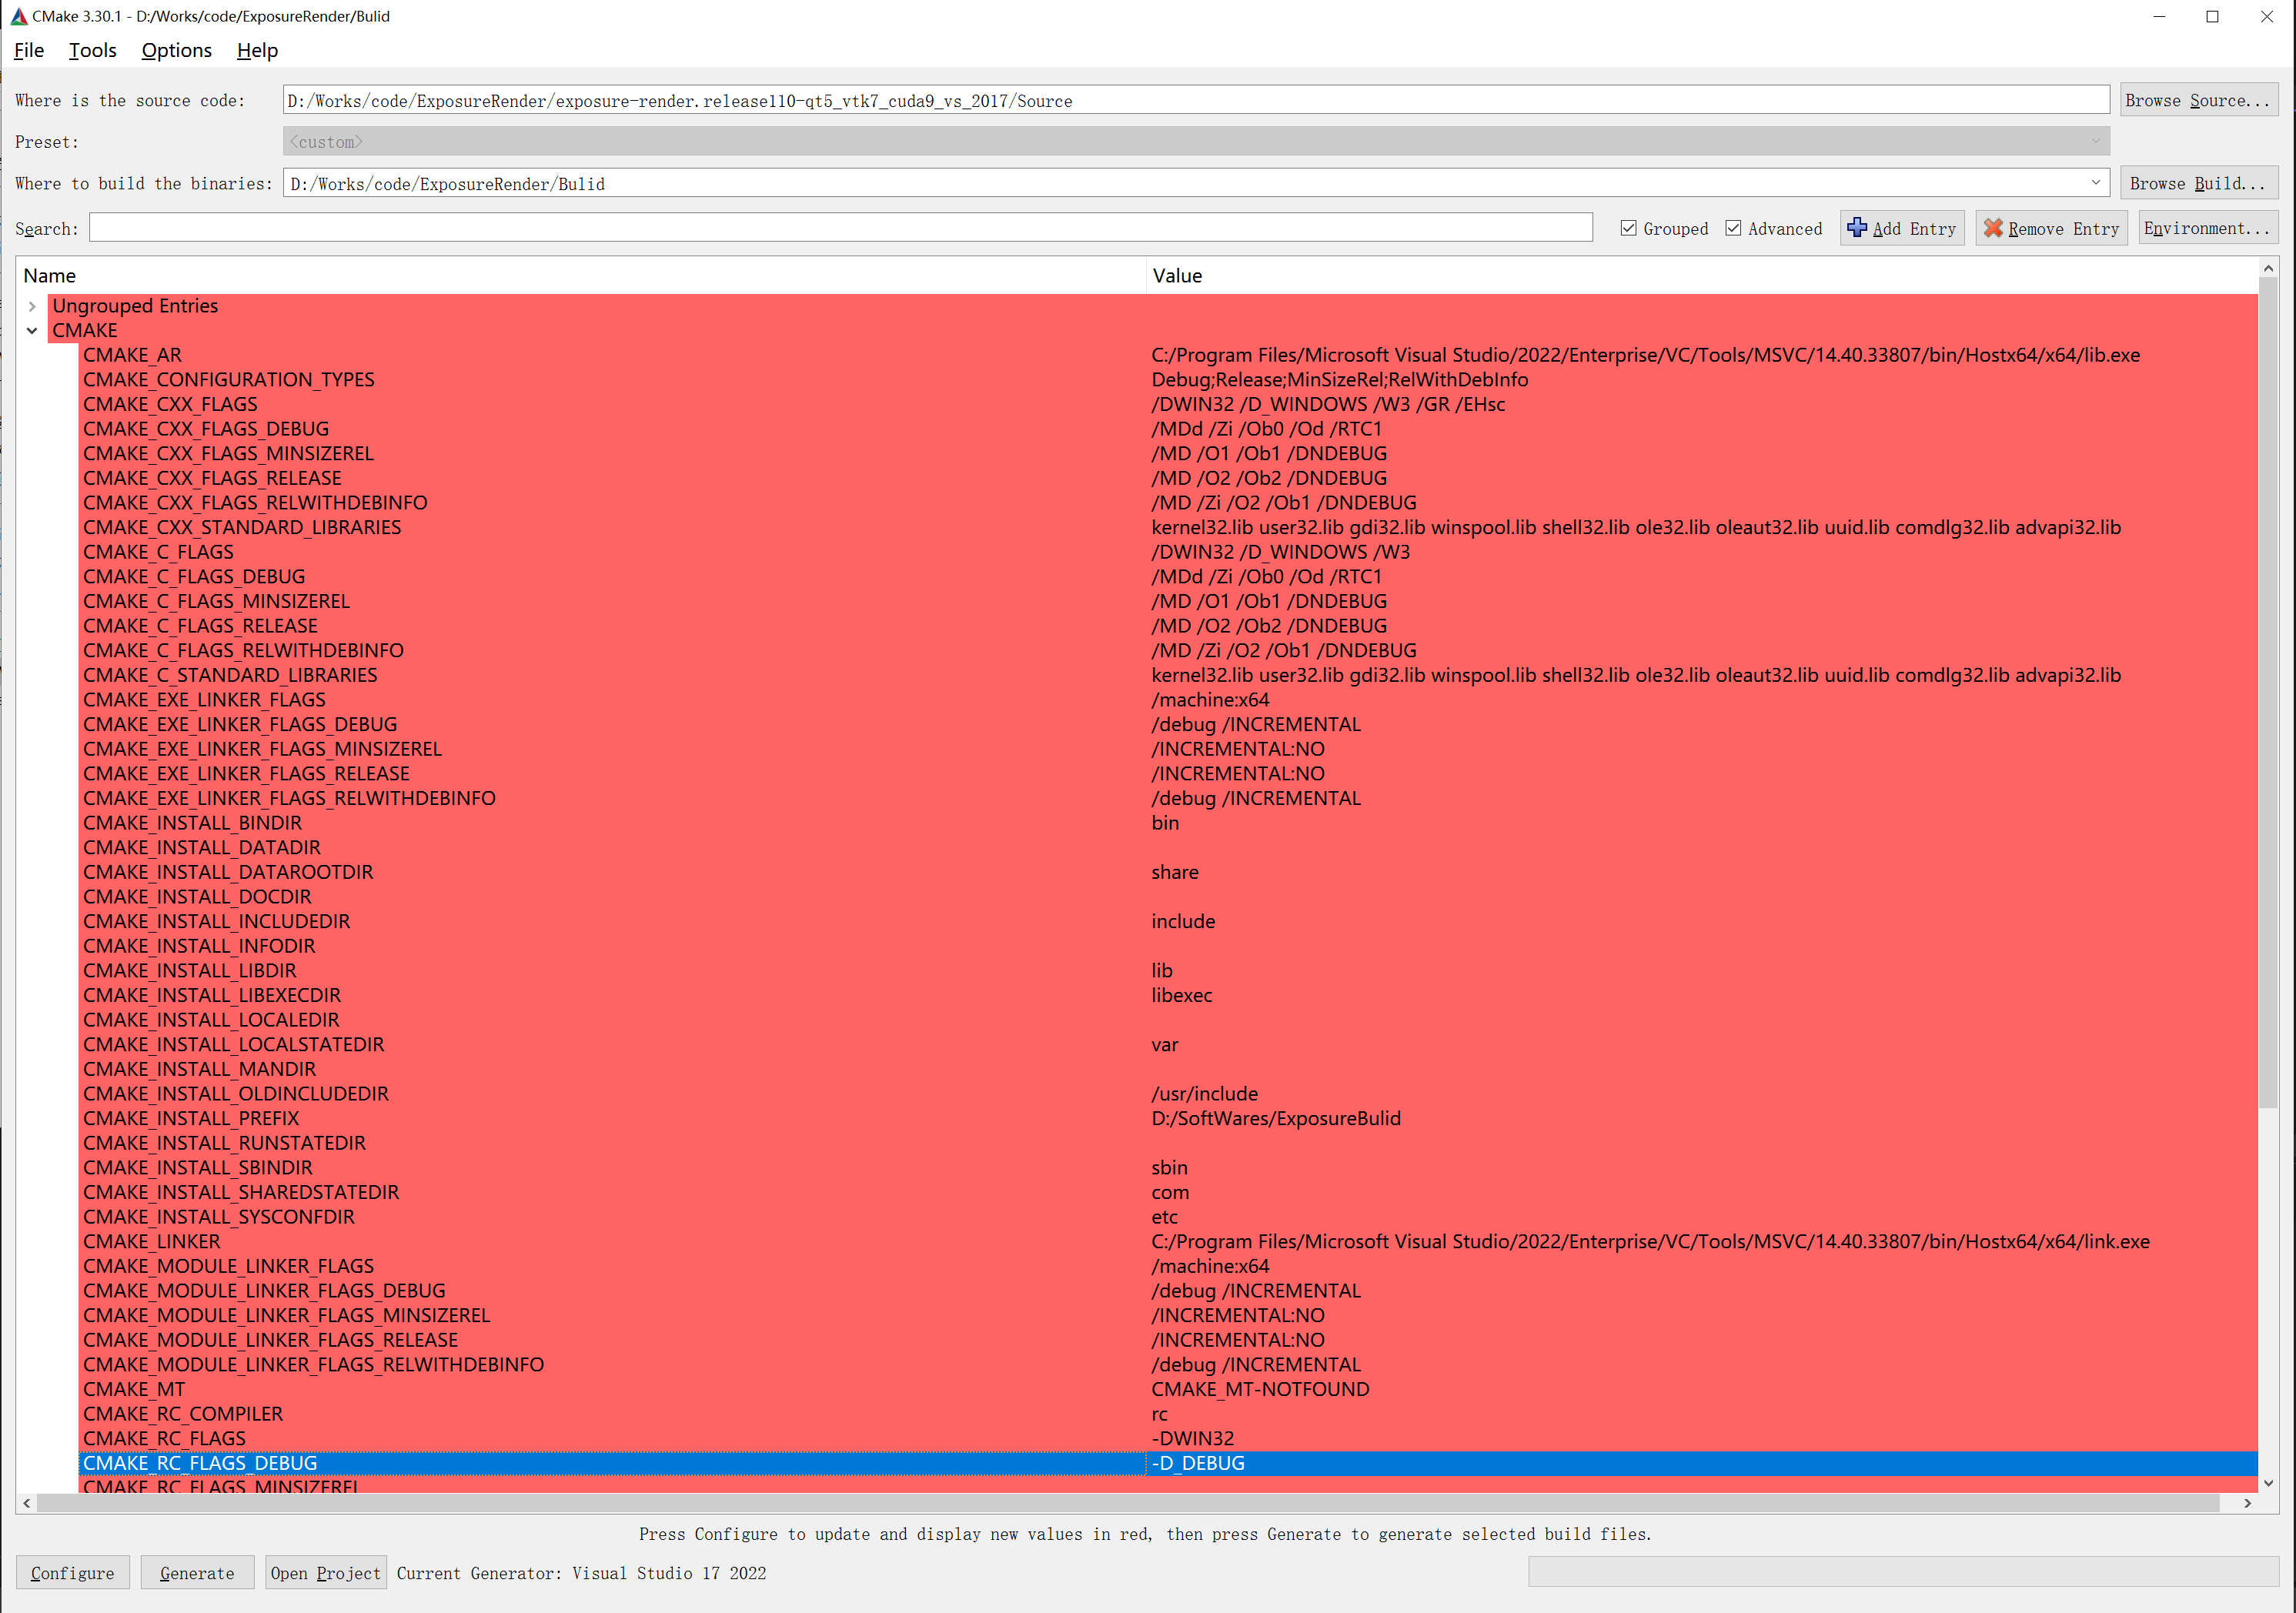 CMake 3.30.1 - D:/Works/code/ExposureRender/Bulid
File Tools Options Help
Where is the source code: D:/Works/code/ExposureRender/exposure-render.release110-qt5_vtk7_cuda9_vs_2017/Source Browse Source...
Preset: <custom>
Where to build the binaries: D:/Works/code/ExposureRender/Bulid Browse Build...
Search: Grouped Advanced Add Entry Remove Entry Environment...
Name Value
Ungrouped Entries
CMAKE
CMAKE_AR C:/Program Files/Microsoft Visual Studio/2022/Enterprise/VC/Tools/MSVC/14.40.33807/bin/Hostx64/x64/lib.exe
CMAKE_CONFIGURATION_TYPES Debug;Release;MinSizeRel;RelWithDebInfo
CMAKE_CXX_FLAGS /DWIN32 /D_WINDOWS /W3 /GR /EHsc
CMAKE_CXX_FLAGS_DEBUG /MDd /Zi /Ob0 /Od /RTC1
CMAKE_CXX_FLAGS_MINSIZEREL /MD /O1 /Ob1 /DNDEBUG
CMAKE_CXX_FLAGS_RELEASE /MD /O2 /Ob2 /DNDEBUG
CMAKE_CXX_FLAGS_RELWITHDEBINFO /MD /Zi /O2 /Ob1 /DNDEBUG
CMAKE_CXX_STANDARD_LIBRARIES kernel32.lib user32.lib gdi32.lib winspool.lib shell32.lib ole32.lib oleaut32.lib uuid.lib comdlg32.lib advapi32.lib
CMAKE_C_FLAGS /DWIN32 /D_WINDOWS /W3
CMAKE_C_FLAGS_DEBUG /MDd /Zi /Ob0 /Od /RTC1
CMAKE_C_FLAGS_MINSIZEREL /MD /O1 /Ob1 /DNDEBUG
CMAKE_C_FLAGS_RELEASE /MD /O2 /Ob2 /DNDEBUG
CMAKE_C_FLAGS_RELWITHDEBINFO /MD /Zi /O2 /Ob1 /DNDEBUG
CMAKE_C_STANDARD_LIBRARIES kernel32.lib user32.lib gdi32.lib winspool.lib shell32.lib ole32.lib oleaut32.lib uuid.lib comdlg32.lib advapi32.lib
CMAKE_EXE_LINKER_FLAGS /machine:x64
CMAKE_EXE_LINKER_FLAGS_DEBUG /debug /INCREMENTAL
CMAKE_EXE_LINKER_FLAGS_MINSIZEREL /INCREMENTAL:NO
CMAKE_EXE_LINKER_FLAGS_RELEASE /INCREMENTAL:NO
CMAKE_EXE_LINKER_FLAGS_RELWITHDEBINFO /debug /INCREMENTAL
CMAKE_INSTALL_BINDIR bin
CMAKE_INSTALL_DATADIR
CMAKE_INSTALL_DATAROOTDIR share
CMAKE_INSTALL_DOCDIR
CMAKE_INSTALL_INCLUDEDIR include
CMAKE_INSTALL_INFODIR
CMAKE_INSTALL_LIBDIR lib
CMAKE_INSTALL_LIBEXECDIR libexec
CMAKE_INSTALL_LOCALEDIR
CMAKE_INSTALL_LOCALSTATEDIR var
CMAKE_INSTALL_MANDIR
CMAKE_INSTALL_OLDINCLUDEDIR /usr/include
CMAKE_INSTALL_PREFIX D:/SoftWares/ExposureBulid
CMAKE_INSTALL_RUNSTATEDIR
CMAKE_INSTALL_SBINDIR sbin
CMAKE_INSTALL_SHAREDSTATEDIR com
CMAKE_INSTALL_SYSCONFDIR etc
CMAKE_LINKER C:/Program Files/Microsoft Visual Studio/2022/Enterprise/VC/Tools/MSVC/14.40.33807/bin/Hostx64/x64/link.exe
CMAKE_MODULE_LINKER_FLAGS /machine:x64
CMAKE_MODULE_LINKER_FLAGS_DEBUG /debug /INCREMENTAL
CMAKE_MODULE_LINKER_FLAGS_MINSIZEREL /INCREMENTAL:NO
CMAKE_MODULE_LINKER_FLAGS_RELEASE /INCREMENTAL:NO
CMAKE_MODULE_LINKER_FLAGS_RELWITHDEBINFO /debug /INCREMENTAL
CMAKE_MT CMAKE_MT-NOTFOUND
CMAKE_RC_COMPILER rc
CMAKE_RC_FLAGS -DWIN32
CMAKE_RC_FLAGS_DEBUG -D_DEBUG
CMAKE_RC_FLAGS_MINSIZEREL
Press Configure to update and display new values in red, then press Generate to generate selected build files.
Configure Generate Open Project Current Generator: Visual Studio 17 2022